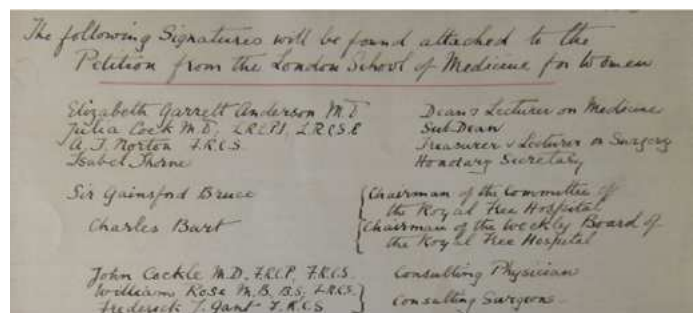 The following Signatures will be found attached to the
Petition from the London School of Medicine for Women
Elizabeth Garrett Anderson M.D Dean & Lecturer on Medicine
Julia Cock M.D, L.R.C.P.I, L.R.C.S.E Sub Dean
A. T. Norton F.R.C.S Treasurer & Lecturer on Surgery
Isabel Thorne Honorary Secretary
Sir Gainsford Bruce Chairman of the Committee of
the Royal Free Hospital
Charles Burt Chairman of the Weekly Board of
the Royal Free Hospital
John Cockle M.D. F.R.C.P. F.R.C.S. Consulting Physician
William Rose M.B. B.S.
Frederick J. Gant F.R.C.S Consulting Surgeons